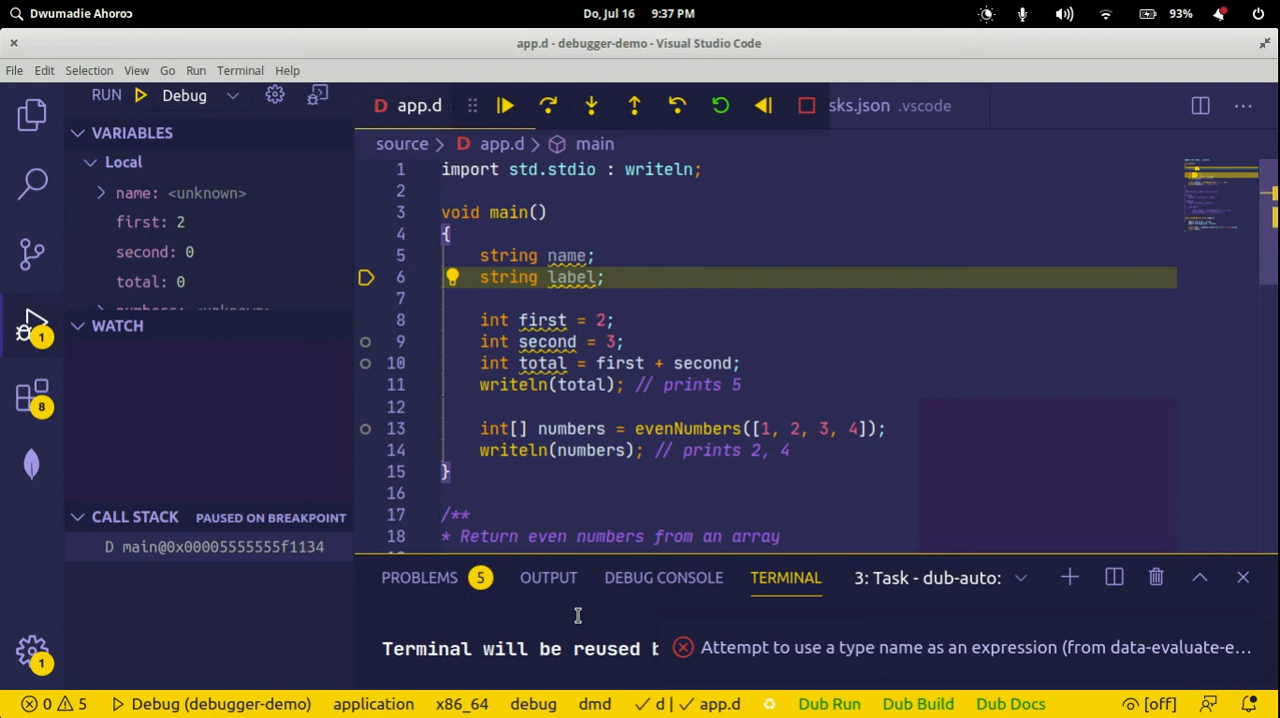 Dwumadie Ahorɔɔ
Do, Jul 16 9:37 PM
93%
app.d - debugger-demo - Visual Studio Code
File Edit Selection View Go Run Terminal Help
RUN Debug
app.d
sks.json .vscode
VARIABLES
Local
name: <unknown>
first: 2
second: 0
total: 0
WATCH
CALL STACK PAUSED ON BREAKPOINT
D main@0x00005555555f1134
1
8
1
source > app.d > main
1 import std.stdio : writeln;
2
3 void main()
4 {
5 string name;
6 string label;
7
8 int first = 2;
9 int second = 3;
10 int total = first + second;
11 writeln(total); // prints 5
12
13 int[] numbers = evenNumbers([1, 2, 3, 4]);
14 writeln(numbers); // prints 2, 4
15 }
16
17 /**
18 * Return even numbers from an array
PROBLEMS 5 OUTPUT DEBUG CONSOLE TERMINAL 3: Task - dub-auto:
Terminal will be reused b
Attempt to use a type name as an expression (from data-evaluate-e...
0 5 Debug (debugger-demo) application x86_64 debug dmd d | app.d Dub Run Dub Build Dub Docs [off]